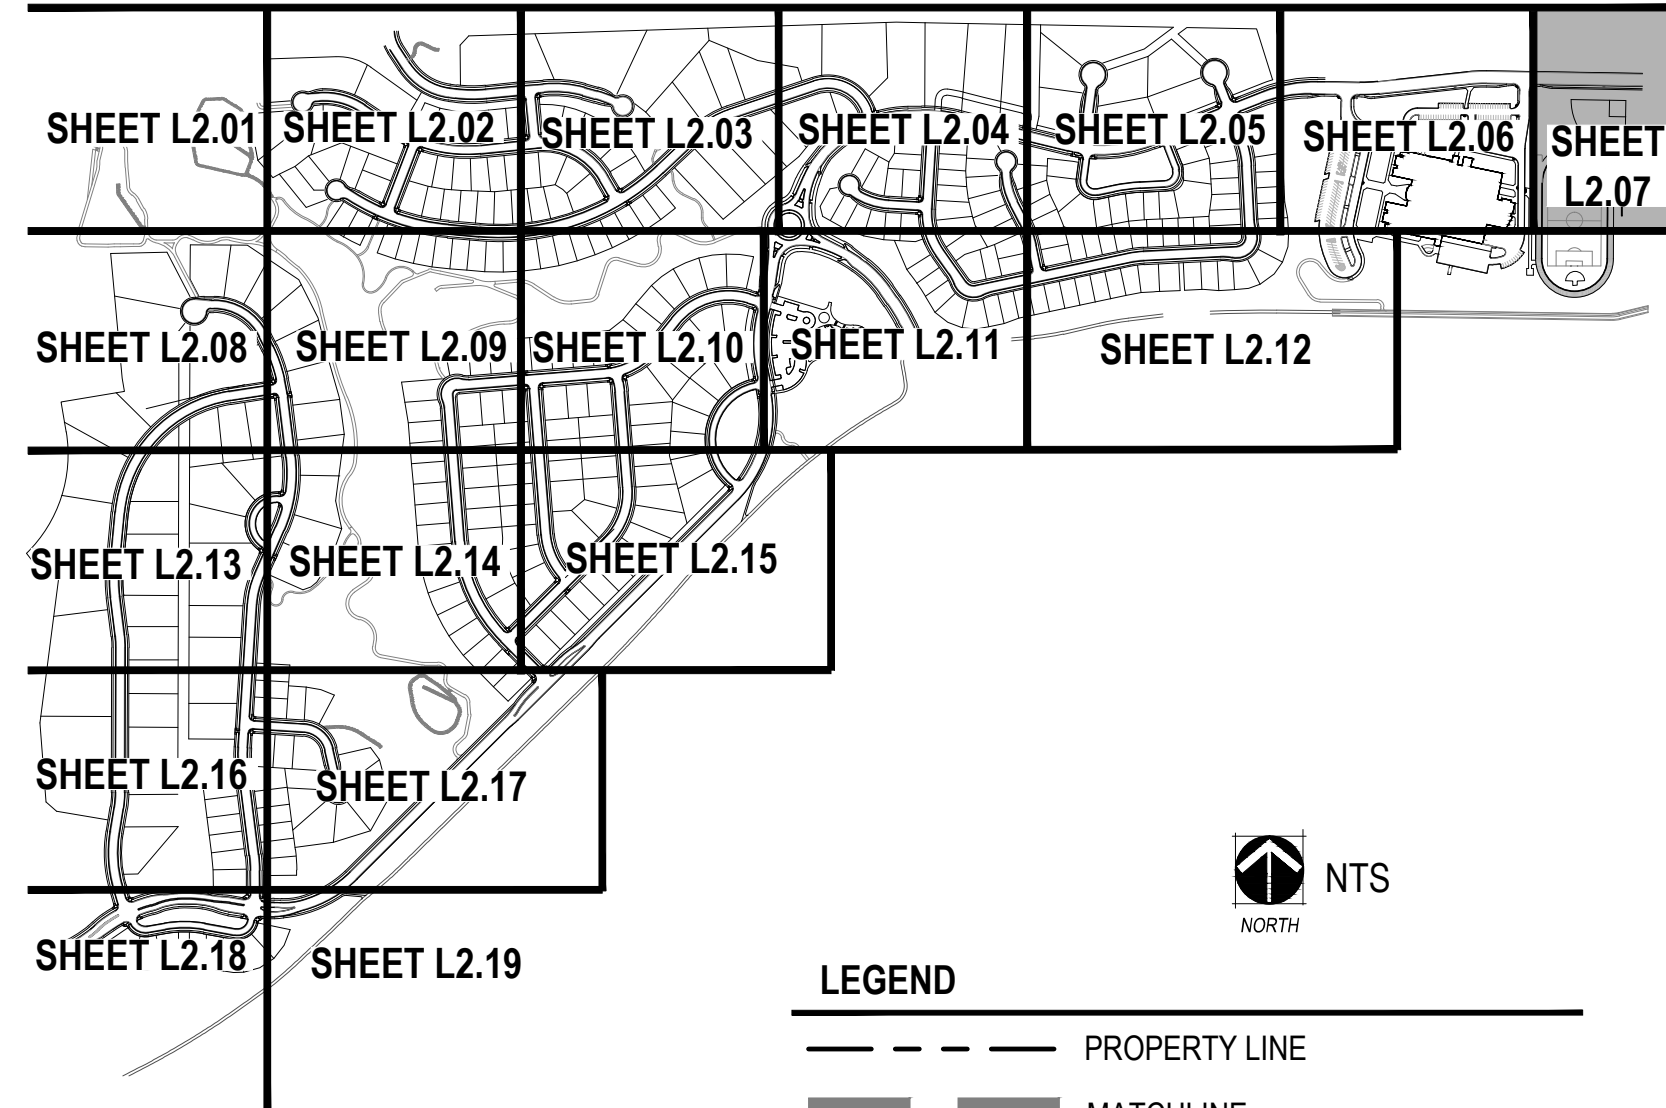 SHEET L2.01
SHEET L2.02
SHEET L2.03
SHEET L2.04
SHEET L2.05
SHEET L2.06
SHEET
L2.07
SHEET L2.08
SHEET L2.09
SHEET L2.10
SHEET L2.11
SHEET L2.12
SHEET L2.13
SHEET L2.14
SHEET L2.15
SHEET L2.16
SHEET L2.17
SHEET L2.18
SHEET L2.19
NTS
NORTH
LEGEND
PROPERTY LINE
MATCHLINE